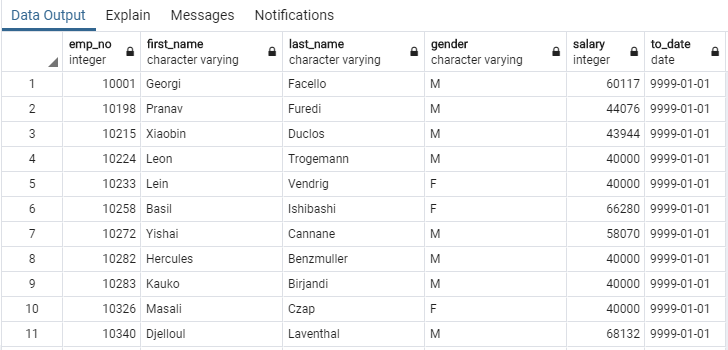 Data Output Explain Messages Notifications
emp_no first_name last_name gender salary to_date
integer character varying character varying character varying integer date
1 10001 Georgi Facello M 60117 9999-01-01
2 10198 Pranav Furedi M 44076 9999-01-01
3 10215 Xiaobin Duclos M 43944 9999-01-01
4 10224 Leon Trogemann M 40000 9999-01-01
5 10233 Lein Vendrig F 40000 9999-01-01
6 10258 Basil Ishibashi F 66280 9999-01-01
7 10272 Yishai Cannane M 58070 9999-01-01
8 10282 Hercules Benzmuller M 40000 9999-01-01
9 10283 Kauko Birjandi M 40000 9999-01-01
10 10326 Masali Czap F 40000 9999-01-01
11 10340 Djelloul Laventhal M 68132 9999-01-01